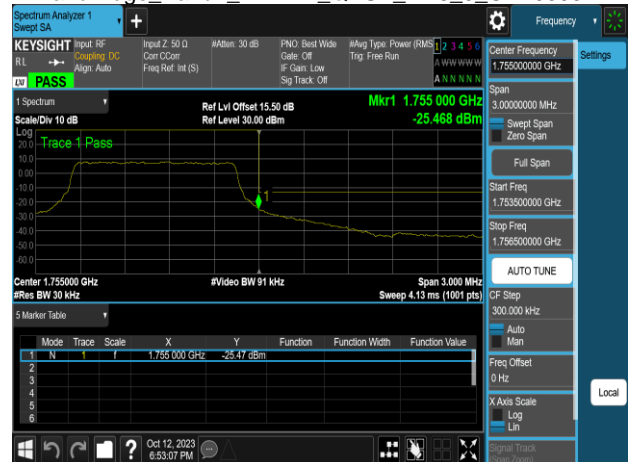 Spectrum Analyzer 1
Swept SA
Frequency
KEYSIGHT
RL
Input: RF
Coupling: DC
Align: Auto
Input Z: 50 Ω
Corr CCorr
Freq Ref: Int (S)
#Atten: 30 dB
PNO: Best Wide
Gate: Off
IF Gain: Low
Sig Track: Off
#Avg Type: Power (RMS
Trig: Free Run
1 2 3 4 5 6
A W W W W W
A N N N N N
LXI PASS
1 Spectrum
Scale/Div 10 dB
Ref Lvl Offset 15.50 dB
Ref Level 30.00 dBm
Mkr1 1.755 000 GHz
-25.468 dBm
Log
Trace 1 Pass
20.0
10.0
0.00
-10.0
-20.0
-30.0
-40.0
-50.0
-60.0
1
Center 1.755000 GHz
#Res BW 30 kHz
#Video BW 91 kHz
Span 3.000 MHz
Sweep 4.13 ms (1001 pts)
5 Marker Table
Mode Trace Scale X Y Function Function Width Function Value
1 N 1 f 1.755 000 GHz -25.47 dBm
2
3
4
5
6
Oct 12, 2023
6:53:07 PM
Center Frequency
1.755000000 GHz
Settings
Span
3.00000000 MHz
Swept Span
Zero Span
Full Span
Start Freq
1.753500000 GHz
Stop Freq
1.756500000 GHz
AUTO TUNE
CF Step
300.000 kHz
Auto
Man
Freq Offset
0 Hz
X Axis Scale
Log
Lin
Local
Signal Track
(Span Zoom)